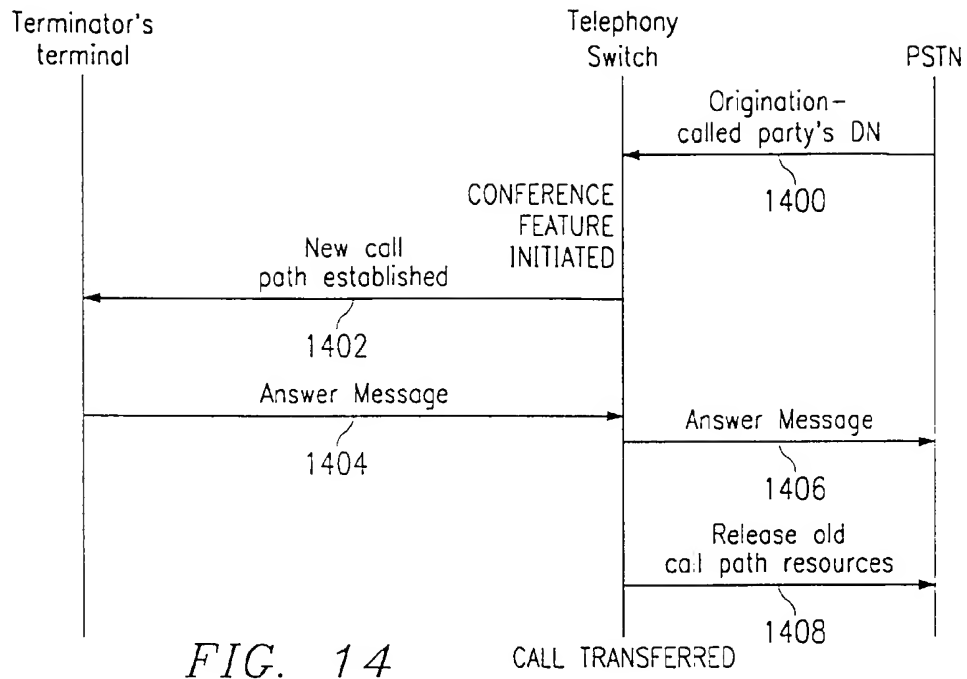 Terminator's
terminal
Telephony
Switch
PSTN
Origination-
called party's DN
1400
CONFERENCE
FEATURE
INITIATED
New call
path established
1402
Answer Message
1404
Answer Message
1406
Release old
call path resources
1408
FIG. 14
CALL TRANSFERRED